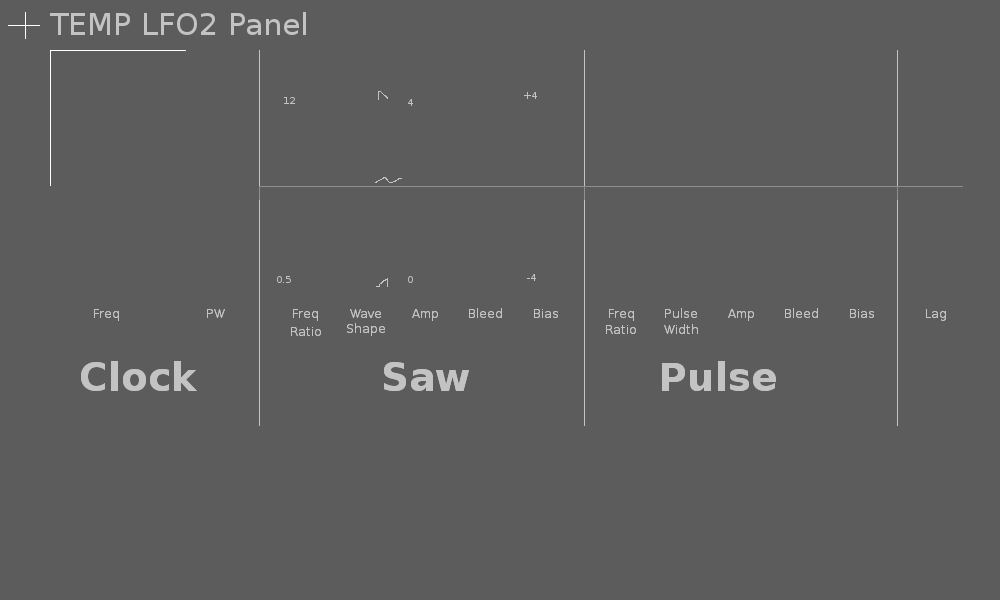 TEMP LFO2 Panel
12
4
+4
0.5
0
-4
Freq
PW
Freq
Ratio
Wave
Shape
Amp
Bleed
Bias
Freq
Ratio
Pulse
Width
Amp
Bleed
Bias
Lag
Clock
Saw
Pulse